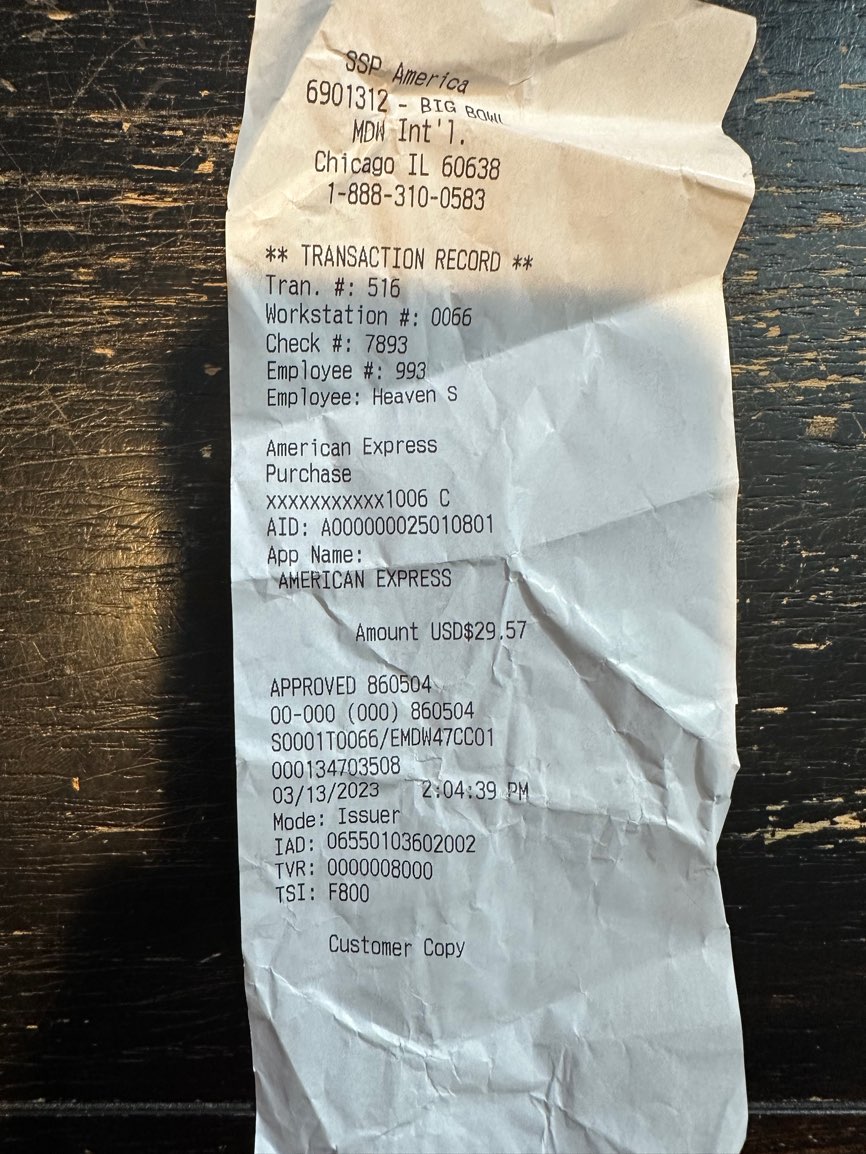 SSP America
6901312 - BIG BOWL
MDW Int'l.
Chicago IL 60638
1-888-310-0583
** TRANSACTION RECORD **
Tran. #: 516
Workstation #: 0066
Check #: 7893
Employee #: 993
Employee: Heaven S
American Express
Purchase
xxxxxxxxxxx1006 C
AID: A000000025010801
App Name:
AMERICAN EXPRESS
Amount USD$29.57
APPROVED 860504
00-000 (000) 860504
S0001T0066/EMDW47CC01
000134703508
03/13/2023 2:04:39 PM
Mode: Issuer
IAD: 06550103602002
TVR: 0000008000
TSI: F800
Customer Copy